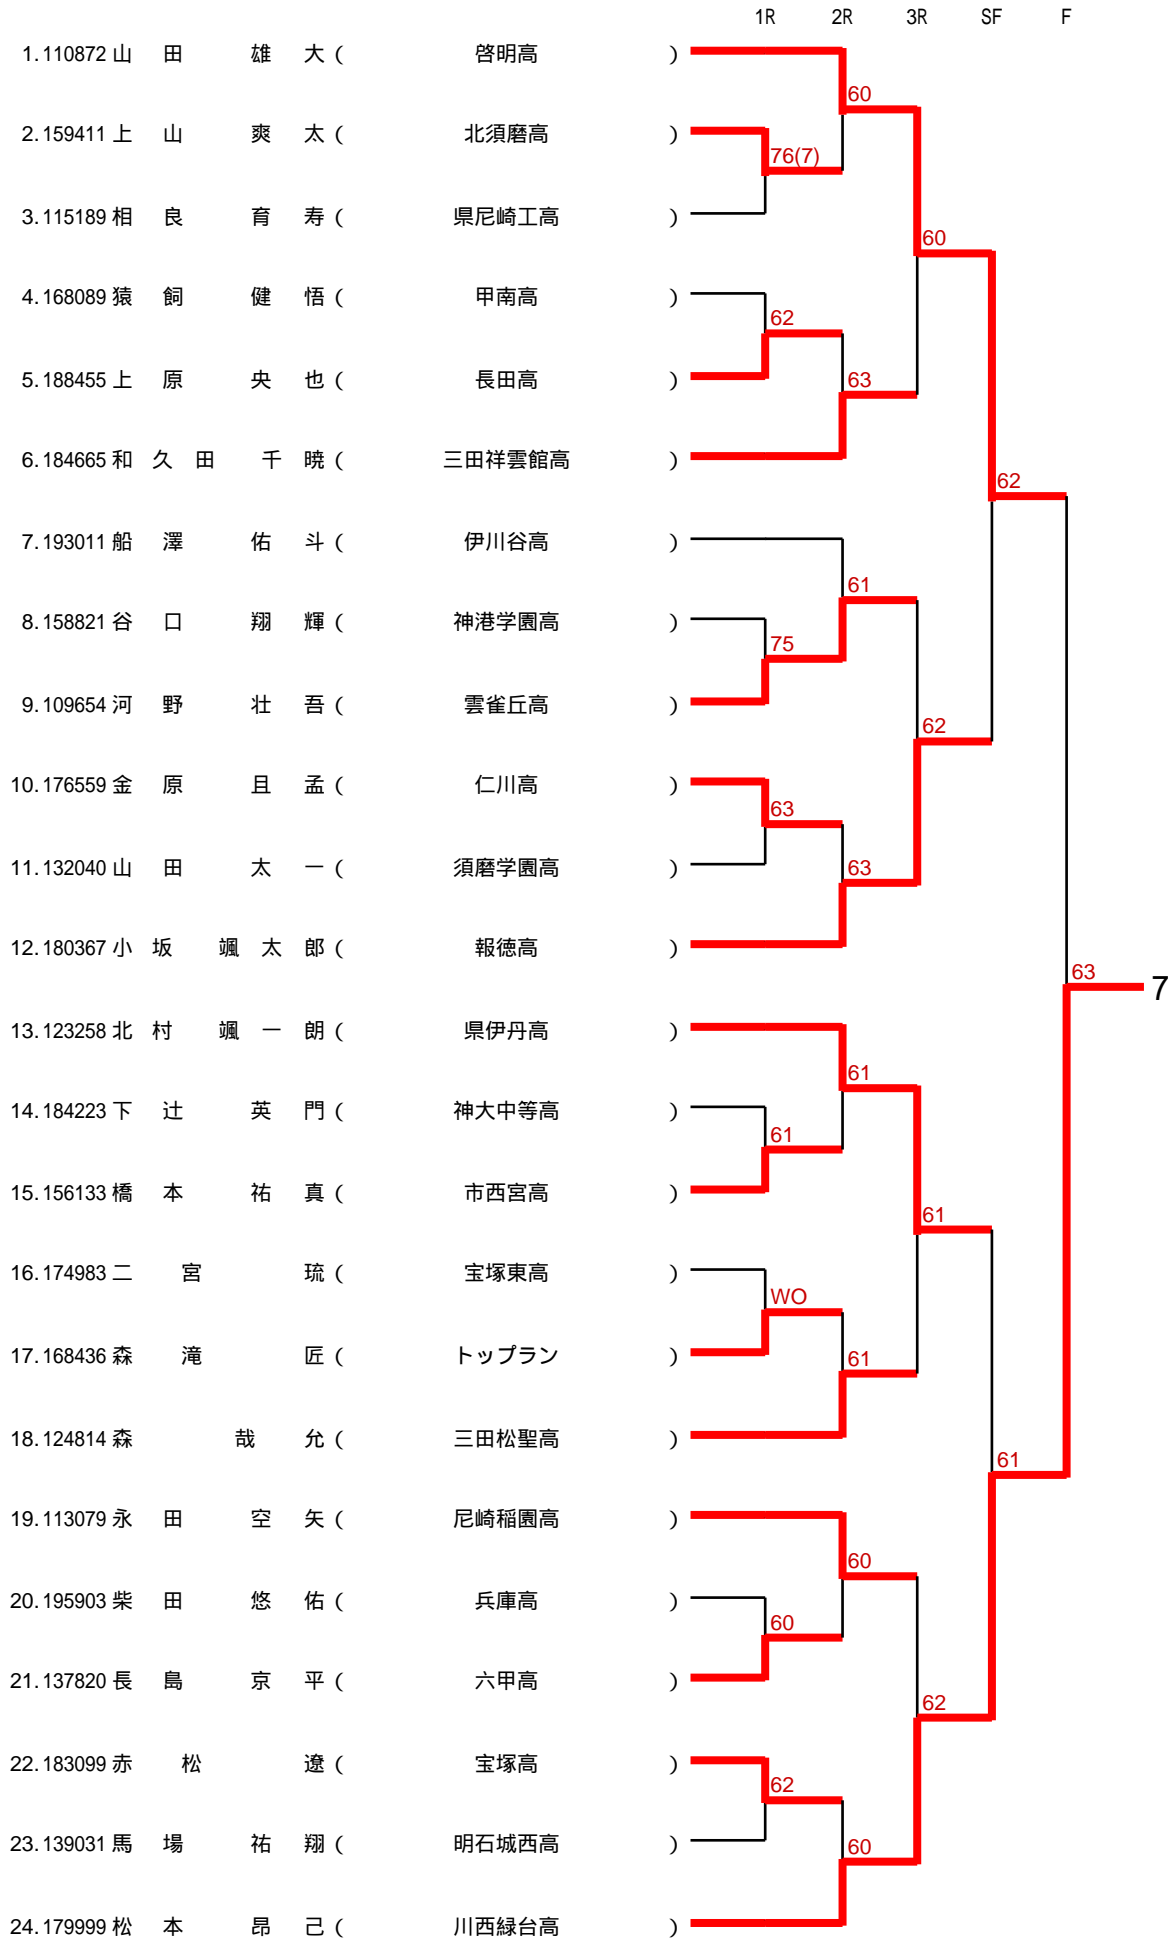 1R 2R 3R SF F
1.110872 山 田 雄 大 ( 啓明高 )
60
2.159411 上 山 爽 太 ( 北須磨高 )
76(7)
3.115189 相 良 育 寿 ( 県尼崎工高 )
60
4.168089 猿 飼 健 悟 ( 甲南高 )
62
5.188455 上 原 央 也 ( 長田高 )
63
6.184665 和 久 田 千 暁 ( 三田祥雲館高 )
62
7.193011 船 澤 佑 斗 ( 伊川谷高 )
61
8.158821 谷 口 翔 輝 ( 神港学園高 )
75
9.109654 河 野 壮 吾 ( 雲雀丘高 )
62
10.176559 金 原 且 孟 ( 仁川高 )
63
11.132040 山 田 太 一 ( 須磨学園高 )
63
12.180367 小 坂 颯 太 郎 ( 報徳高 )
63
7
13.123258 北 村 颯 一 朗 ( 県伊丹高 )
61
14.184223 下 辻 英 門 ( 神大中等高 )
61
15.156133 橋 本 祐 真 ( 市西宮高 )
61
16.174983 二 宮 琉 ( 宝塚東高 )
WO
17.168436 森 滝 匠 ( トップラン )
61
18.124814 森 哲 允 ( 三田松聖高 )
61
19.113079 永 田 空 矢 ( 尼崎稲園高 )
60
20.195903 柴 田 悠 佑 ( 兵庫高 )
60
21.137820 長 島 京 平 ( 六甲高 )
62
22.183099 赤 松 遼 ( 宝塚高 )
62
23.139031 馬 場 祐 翔 ( 明石城西高 )
60
24.179999 松 本 昂 己 ( 川西緑台高 )